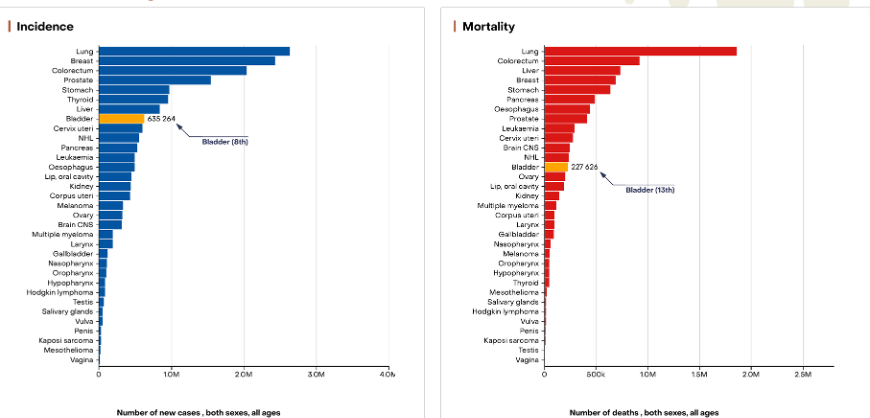 Incidence
Lung
Breast
Colorectum
Prostate
Stomach
Thyroid
Liver
Bladder 635 264
Cervix uteri
Bladder (8th)
NHL
Pancreas
Leukaemia
Oesophagus
Lip, oral cavity
Kidney
Corpus uteri
Melanoma
Ovary
Brain CNS
Multiple myeloma
Larynx
Gallbladder
Nasopharynx
Oropharynx
Hypopharynx
Hodgkin lymphoma
Testis
Salivary glands
Vulva
Penis
Kaposi sarcoma
Mesothelioma
Vagina
0 1.0M 2.0M 3.0M 4.0M
Number of new cases , both sexes, all ages
Mortality
Lung
Colorectum
Liver
Breast
Stomach
Pancreas
Oesophagus
Prostate
Leukaemia
Cervix uteri
Brain CNS
NHL
Bladder 227 626
Ovary
Lip, oral cavity
Bladder (13th)
Kidney
Multiple myeloma
Corpus uteri
Larynx
Gallbladder
Nasopharynx
Melanoma
Oropharynx
Hypopharynx
Thyroid
Mesothelioma
Salivary glands
Hodgkin lymphoma
Vulva
Penis
Kaposi sarcoma
Testis
Vagina
0 500k 1.0M 1.5M 2.0M 2.5M
Number of deaths , both sexes, all ages